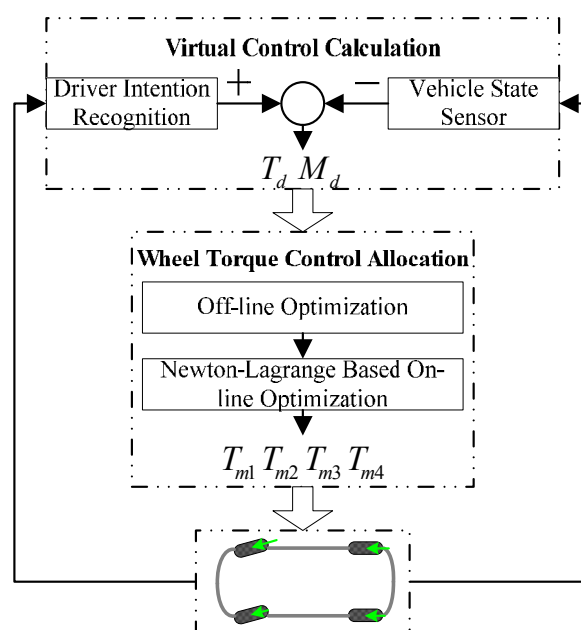 Virtual Control Calculation
Driver Intention
Recognition
+
−
Vehicle State
Sensor
T_d M_d
Wheel Torque Control Allocation
Off-line Optimization
Newton-Lagrange Based On-
line Optimization
T_m1 T_m2 T_m3 T_m4